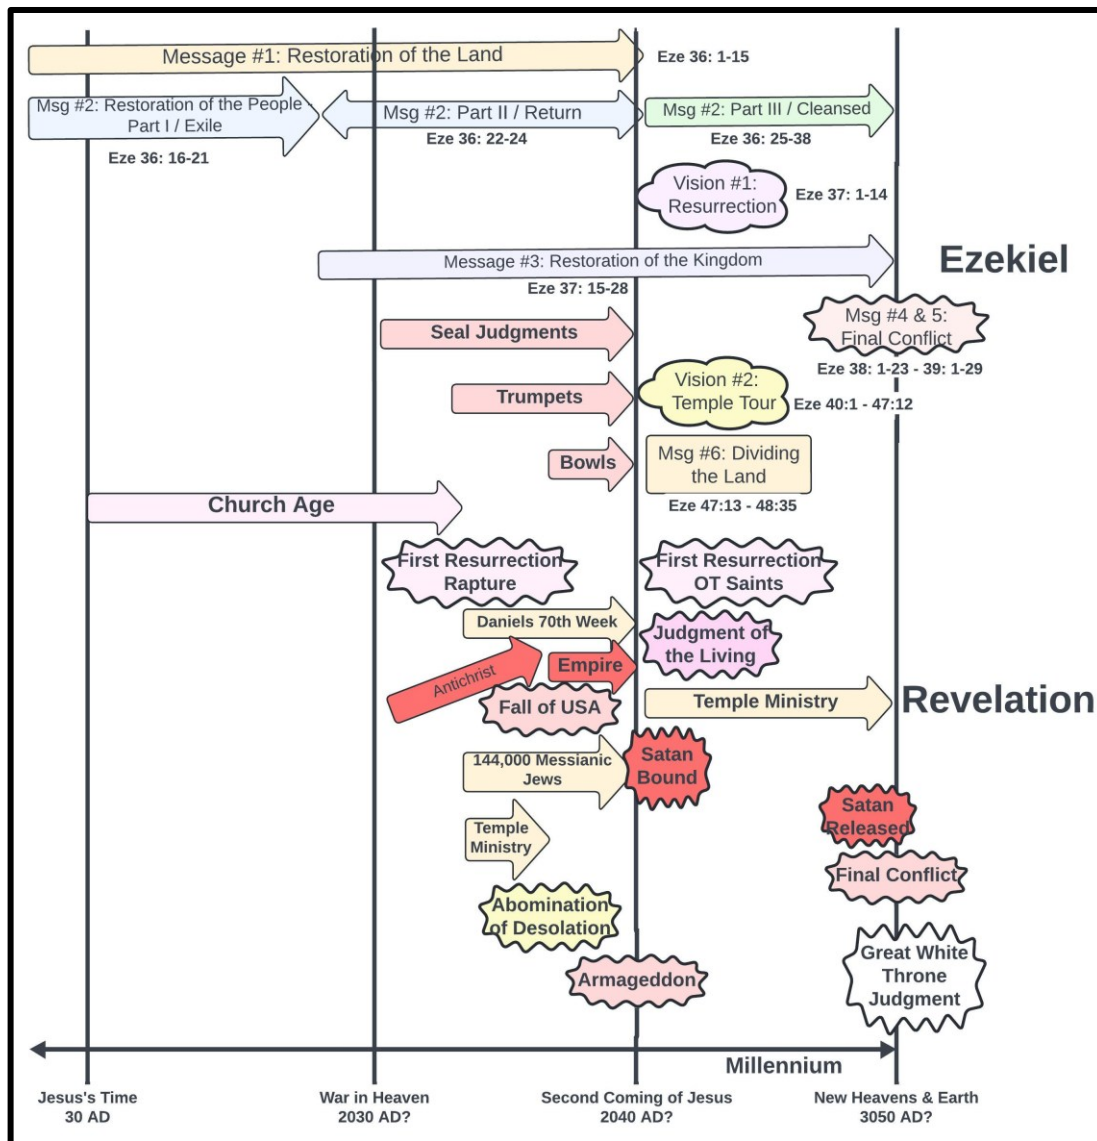 Message #1: Restoration of the Land
Eze 36: 1-15
Msg #2: Restoration of the People
Part I / Exile
Eze 36: 16-21
Msg #2: Part II / Return
Eze 36: 22-24
Msg #2: Part III / Cleansed
Eze 36: 25-38
Vision #1:
Resurrection
Eze 37: 1-14
Message #3: Restoration of the Kingdom
Eze 37: 15-28
Ezekiel
Msg #4 & 5:
Final Conflict
Eze 38: 1-23 - 39: 1-29
Seal Judgments
Trumpets
Vision #2:
Temple Tour
Eze 40:1 - 47:12
Bowls
Msg #6: Dividing
the Land
Eze 47:13 - 48:35
Church Age
First Resurrection
Rapture
First Resurrection
OT Saints
Daniels 70th Week
Judgment of
the Living
Antichrist
Empire
Fall of USA
Temple Ministry
Revelation
144,000 Messianic
Jews
Satan
Bound
Satan
Released
Temple
Ministry
Final Conflict
Abomination
of Desolation
Armageddon
Great White
Throne
Judgment
Millennium
Jesus's Time
30 AD
War in Heaven
2030 AD?
Second Coming of Jesus
2040 AD?
New Heavens & Earth
3050 AD?